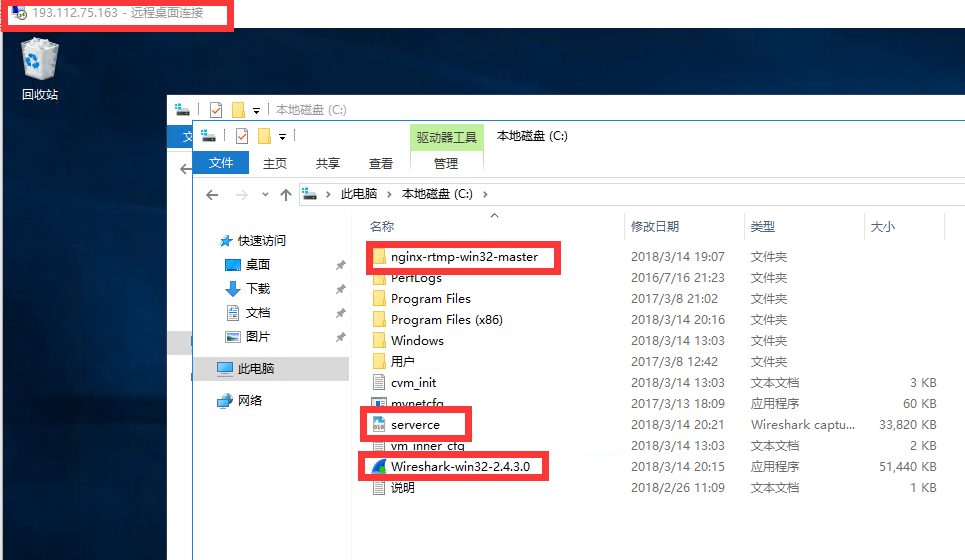 193.112.75.163 - 远程桌面连接
回收站
本地磁盘 (C:)
驱动器工具 本地磁盘 (C:)
文件 主页 共享 查看 管理
此电脑 本地磁盘 (C:)
名称 修改日期 类型 大小
快速访问
桌面
下载
文档
图片
此电脑
网络
nginx-rtmp-win32-master 2018/3/14 19:07 文件夹
PerfLogs 2016/7/16 21:23 文件夹
Program Files 2017/3/8 21:02 文件夹
Program Files (x86) 2018/3/14 20:16 文件夹
Windows 2018/3/14 13:03 文件夹
用户 2017/3/8 12:42 文件夹
cvm_init 2018/3/14 13:03 文本文档 3 KB
mynetcfg 2017/3/13 18:09 应用程序 60 KB
serverce 2018/3/14 20:21 Wireshark captu... 33,820 KB
vm_inner_cfg 2018/3/14 13:03 文本文档 2 KB
Wireshark-win32-2.4.3.0 2018/3/14 20:15 应用程序 51,440 KB
说明 2018/2/26 11:09 文本文档 1 KB